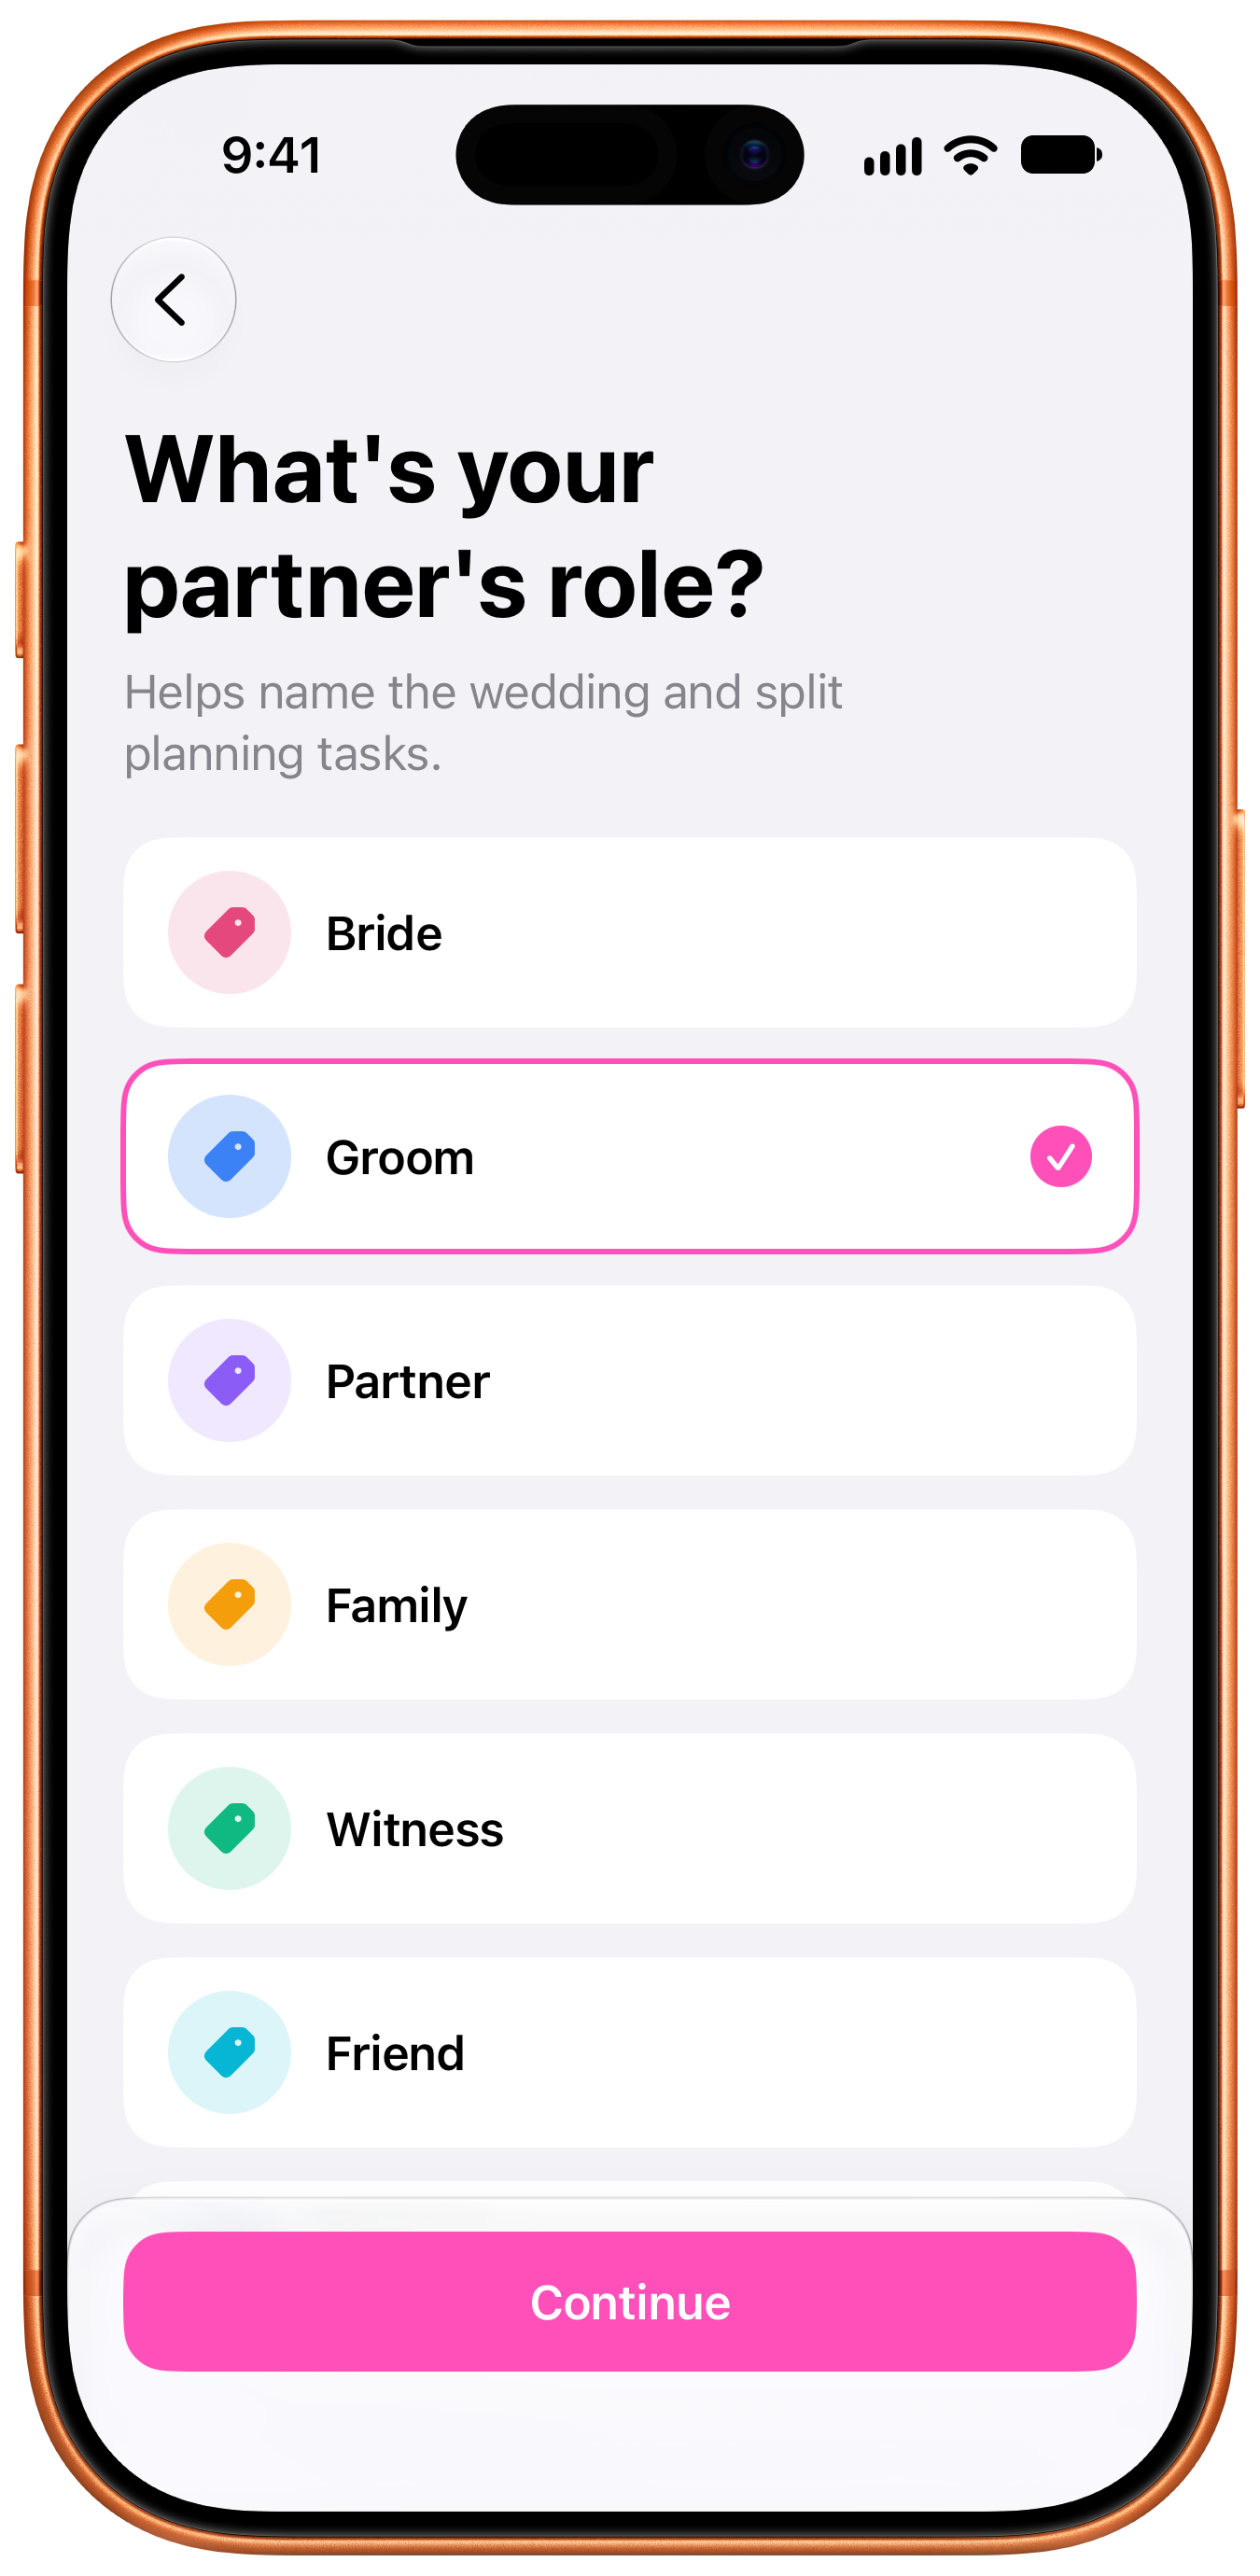 9:41
What's your
partner's role?
Helps name the wedding and split
planning tasks.
Bride
Groom
Partner
Family
Witness
Friend
Continue